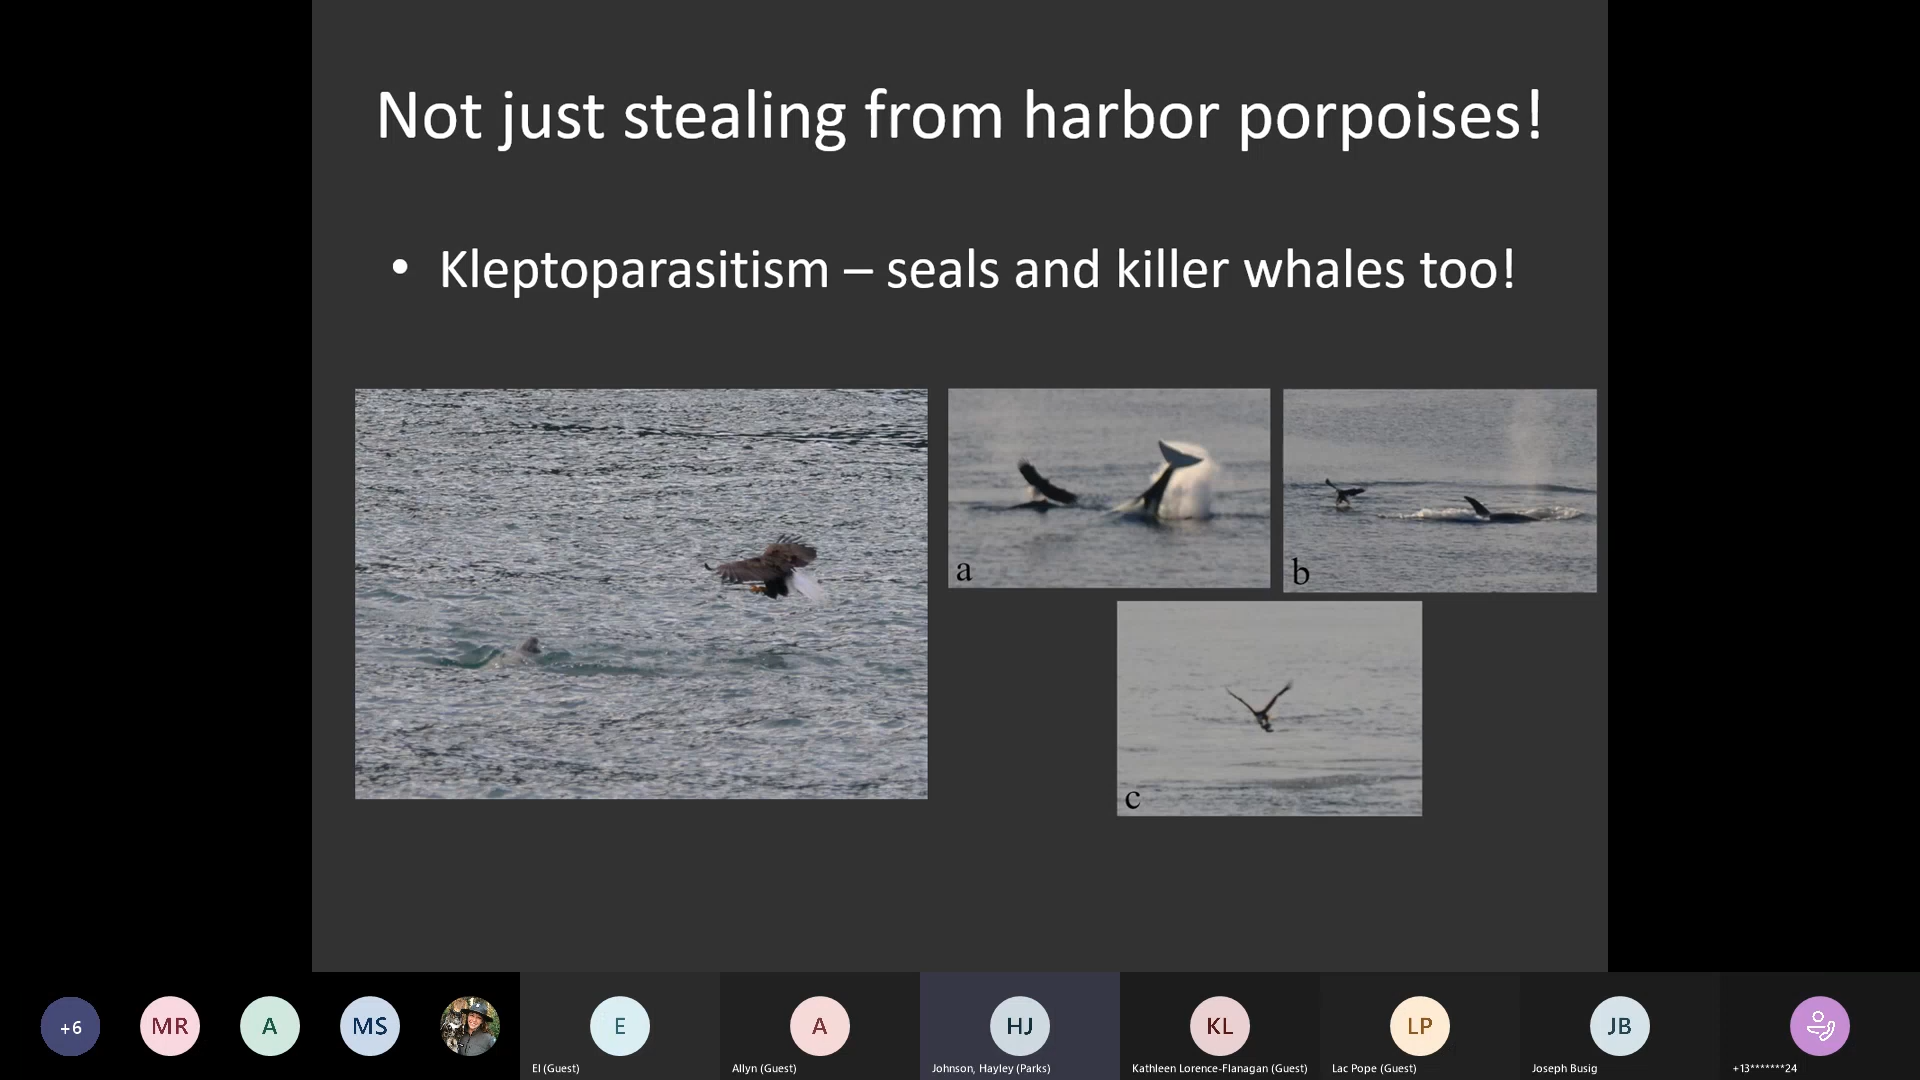 Not just stealing from harbor porpoises!
• Kleptoparasitism – seals and killer whales too!
a
b
c
+6
MR
A
MS
E
A
HJ
KL
LP
JB
El (Guest)
Allyn (Guest)
Johnson, Hayley (Parks)
Kathleen Lorence-Flanagan (Guest)
Lac Pope (Guest)
Joseph Busig
+13*******24